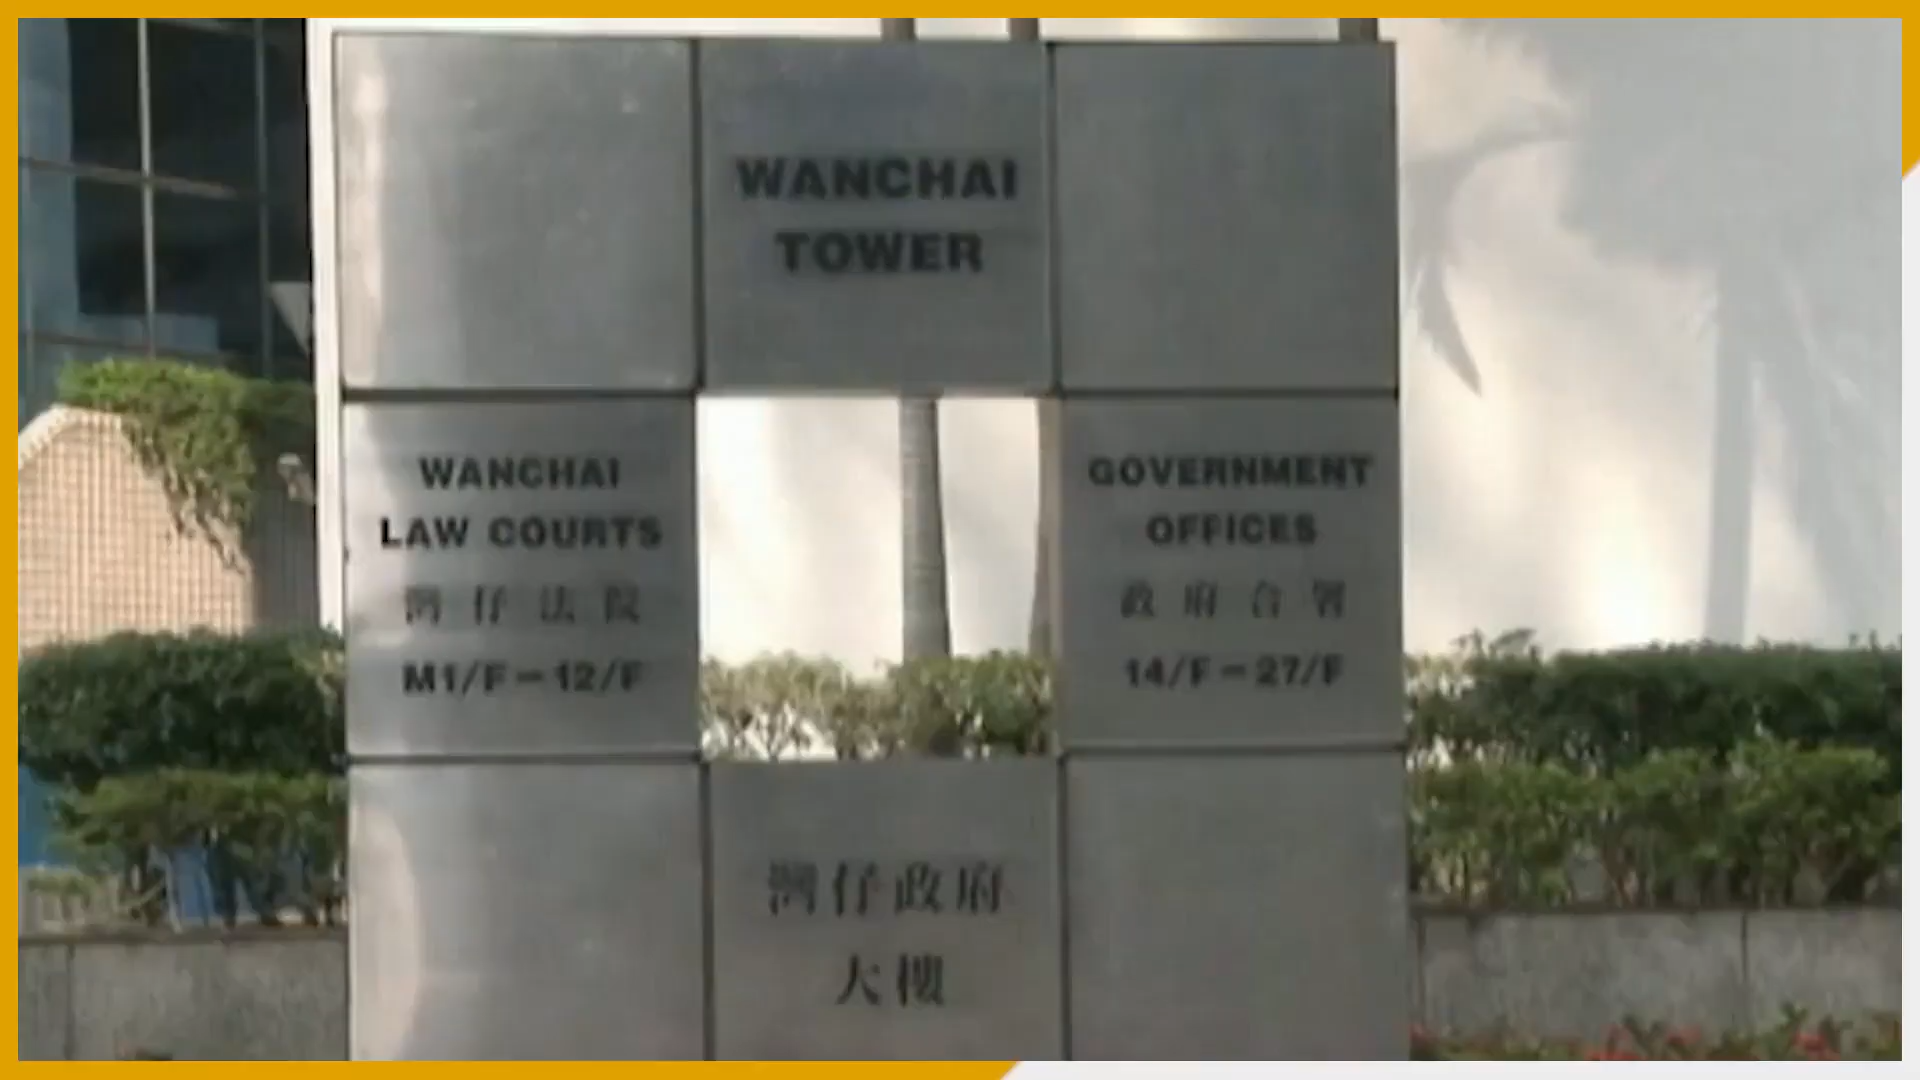 WANCHAI
TOWER
WANCHAI
LAW COURTS
灣仔法院
M1/F-12/F
GOVERNMENT
OFFICES
政府合署
14/F-27/F
灣仔政府
大樓